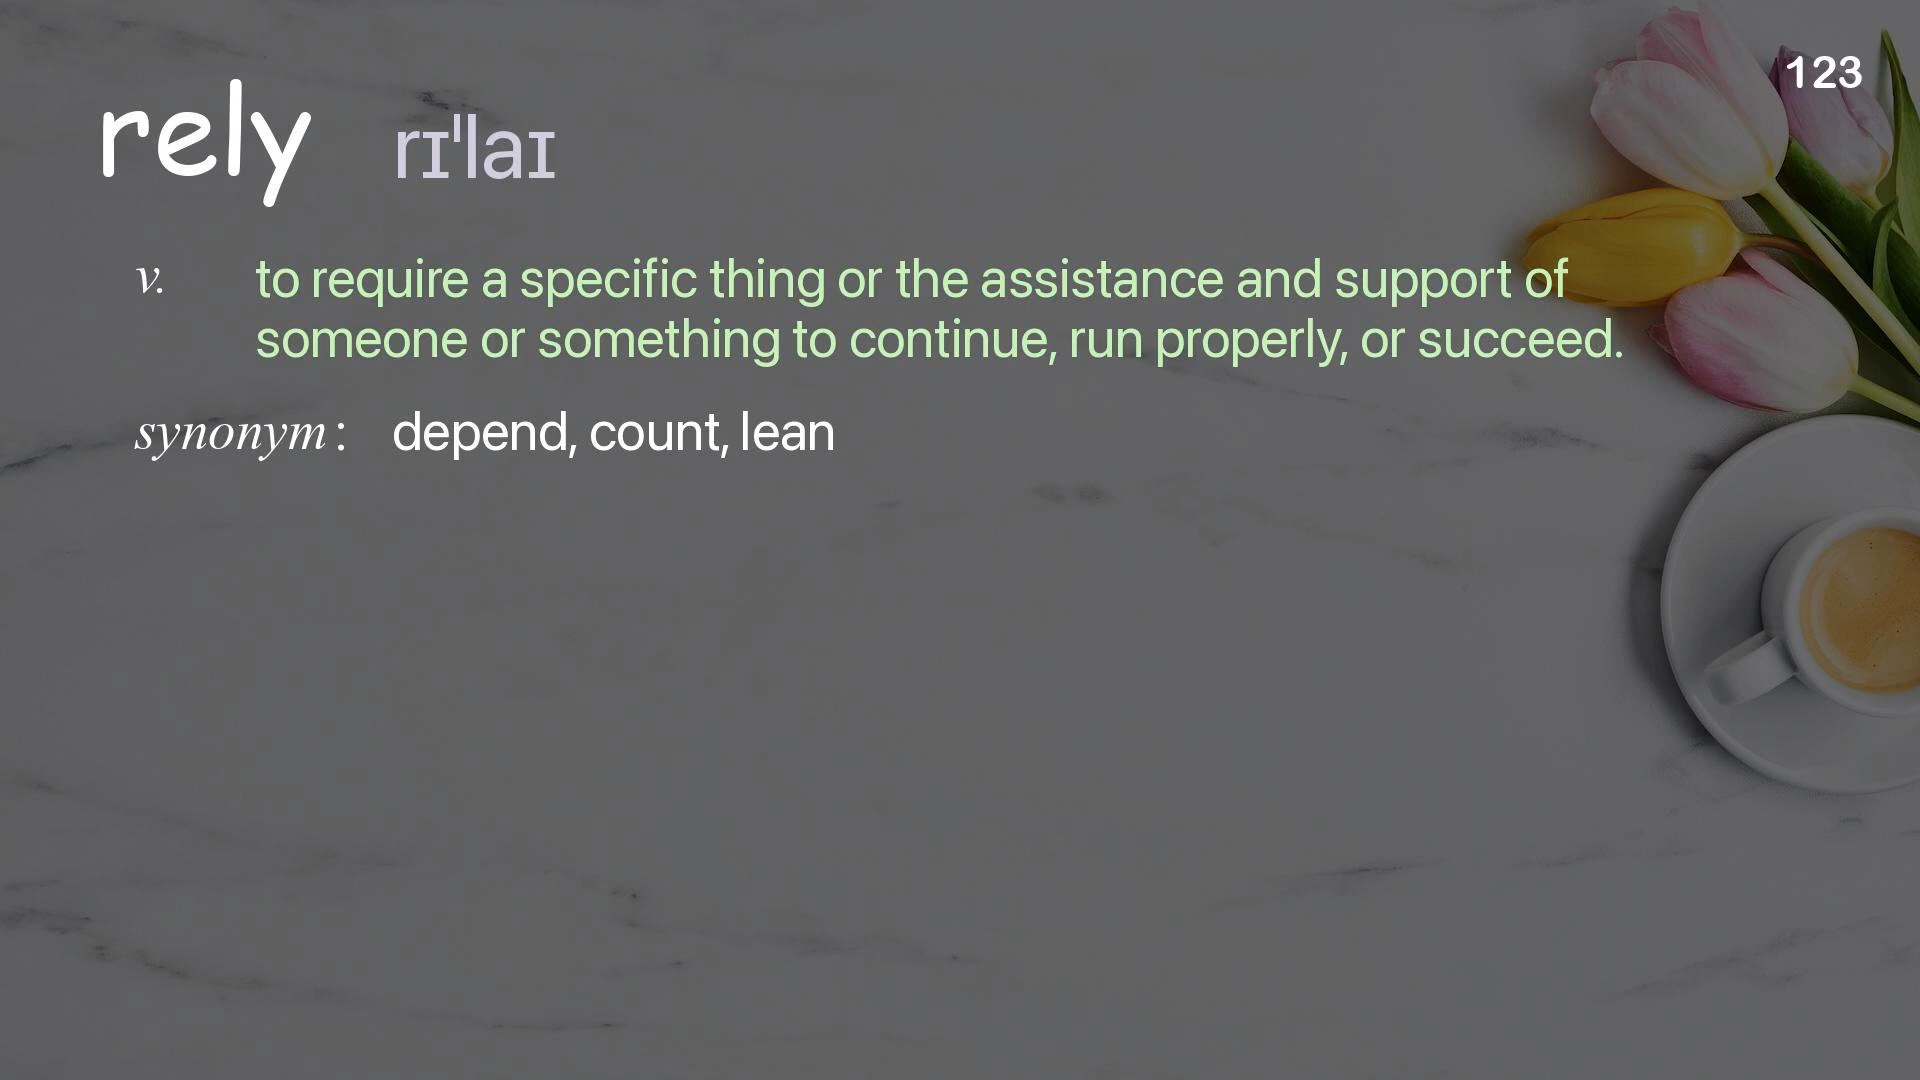 123
rely rɪˈlaɪ
v. to require a specific thing or the assistance and support of
someone or something to continue, run properly, or succeed.
synonym : depend, count, lean